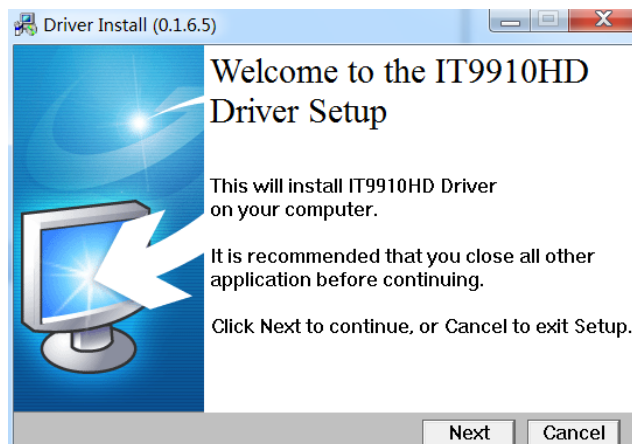 Driver Install (0.1.6.5)
Welcome to the IT9910HD
Driver Setup
This will install IT9910HD Driver
on your computer.
It is recommended that you close all other
application before continuing.
Click Next to continue, or Cancel to exit Setup.
Next Cancel